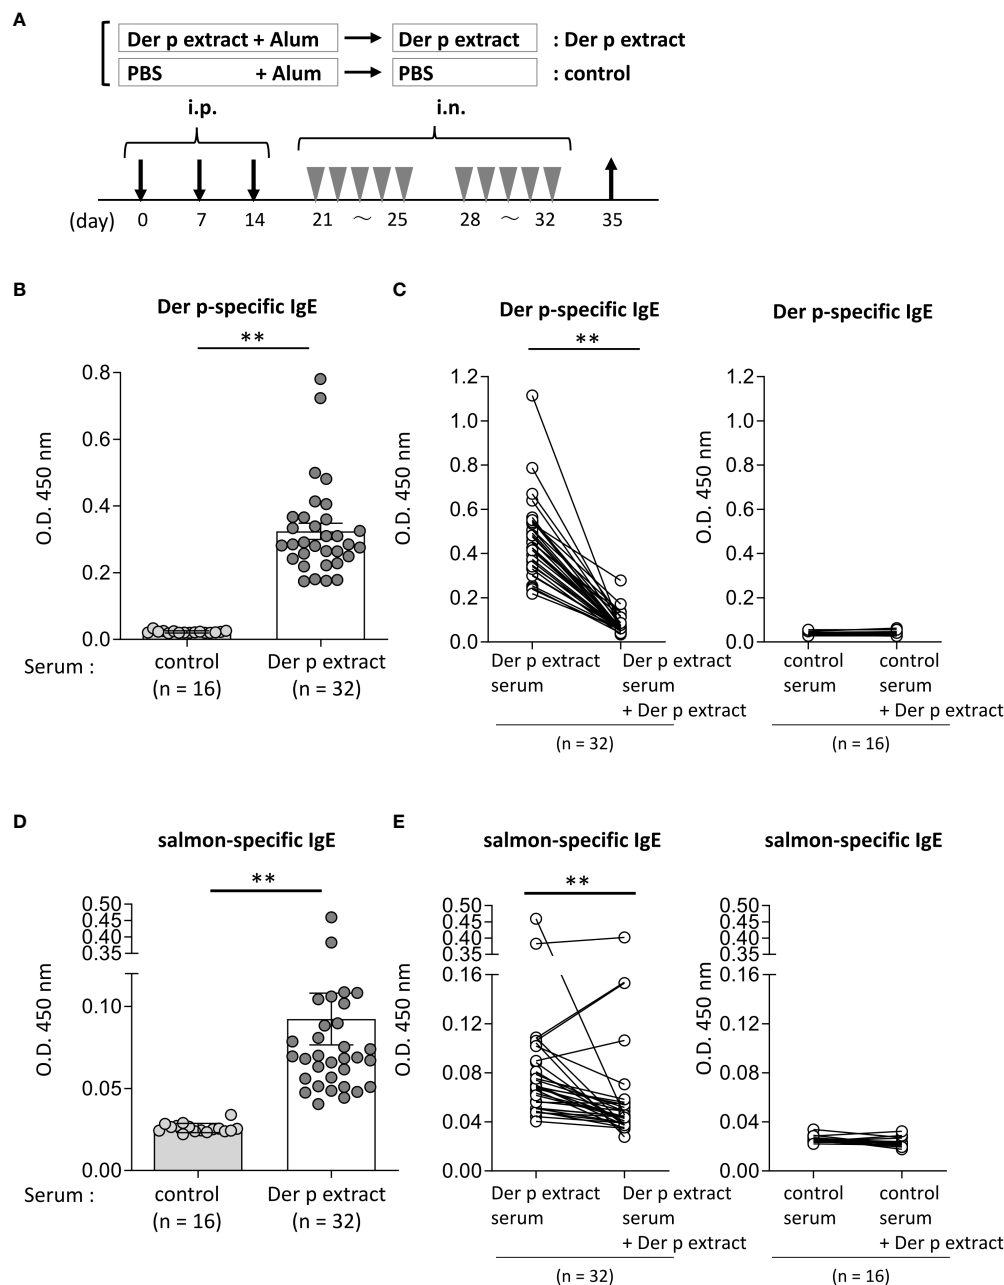 A
Der p extract + Alum
Der p extract
: Der p extract
PBS + Alum
PBS
: control
i.p.
i.n.
(day) 0 7 14 21 ~ 25 28 ~ 32 35
B
Der p-specific IgE
**
O.D. 450 nm
0.8
0.6
0.4
0.2
0.0
Serum :
control
(n = 16)
Der p extract
(n = 32)
C
Der p-specific IgE
**
O.D. 450 nm
1.2
1.0
0.8
0.6
0.4
0.2
0.0
Der p extract
serum
Der p extract
serum
+ Der p extract
(n = 32)
Der p-specific IgE
O.D. 450 nm
1.2
1.0
0.8
0.6
0.4
0.2
0.0
control
serum
control
serum
+ Der p extract
(n = 16)
D
salmon-specific IgE
**
O.D. 450 nm
0.50
0.45
0.40
0.35
0.10
0.05
0.00
Serum :
control
(n = 16)
Der p extract
(n = 32)
E
salmon-specific IgE
**
O.D. 450 nm
0.50
0.45
0.40
0.35
0.16
0.12
0.08
0.04
0.00
Der p extract
serum
Der p extract
serum
+ Der p extract
(n = 32)
salmon-specific IgE
O.D. 450 nm
0.50
0.45
0.40
0.35
0.16
0.12
0.08
0.04
0.00
control
serum
control
serum
+ Der p extract
(n = 16)